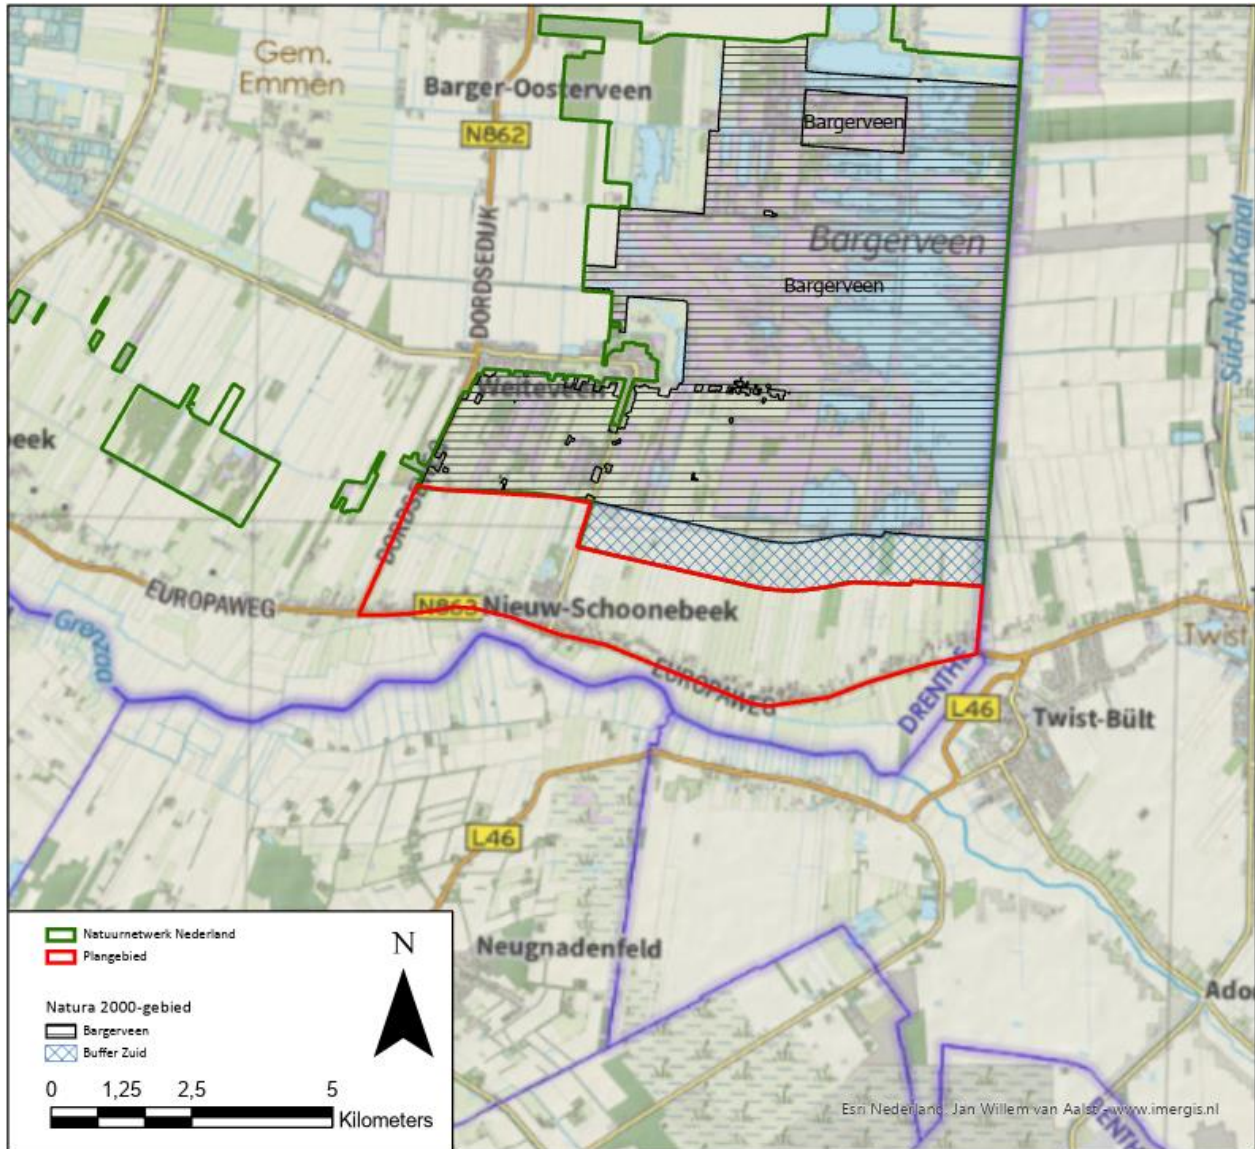 Gem.
Emmen
Barger-Oosterveen
N862
Bargerveen
Bargerveen
Bargerveen
DORDSEDIJK
Süd-Nord Kanal
Weiteveen
eek
EUROPAWEG
N863
Nieuw-Schoonebeek
Grenzaa
EUROPAWEG
DRENTHE
Twist
L46
Twist-Bült
L46
Neugnadenfeld
Ado
Natuurnetwerk Nederland
Plangebied
N
Natura 2000-gebied
Bargerveen
Buffer Zuid
0 1,25 2,5 5
Kilometers
Esri Nederland, Jan Willem van Aalst - www.imergis.nl